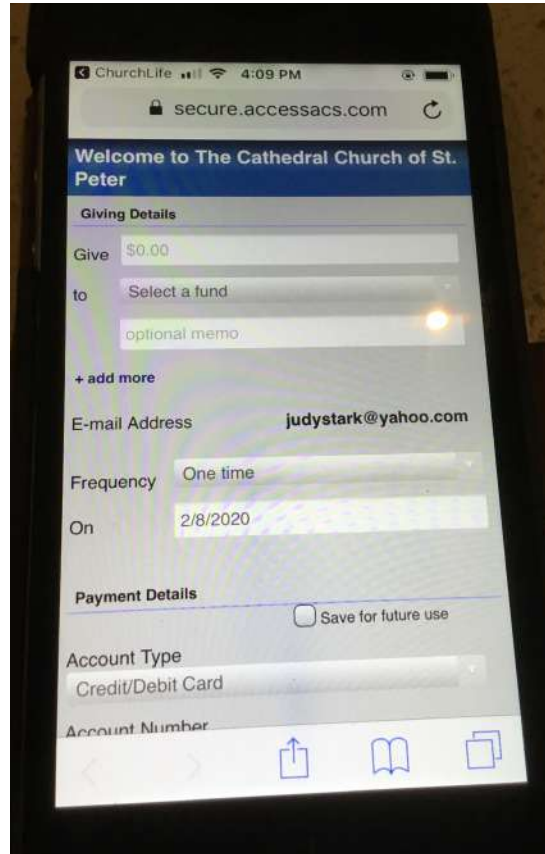 ChurchLife 4:09 PM
secure.accessacs.com
Welcome to The Cathedral Church of St.
Peter
Giving Details
Give $0.00
to Select a fund
optional memo
+ add more
E-mail Address judystark@yahoo.com
Frequency One time
On 2/8/2020
Payment Details
Save for future use
Account Type
Credit/Debit Card
Account Number